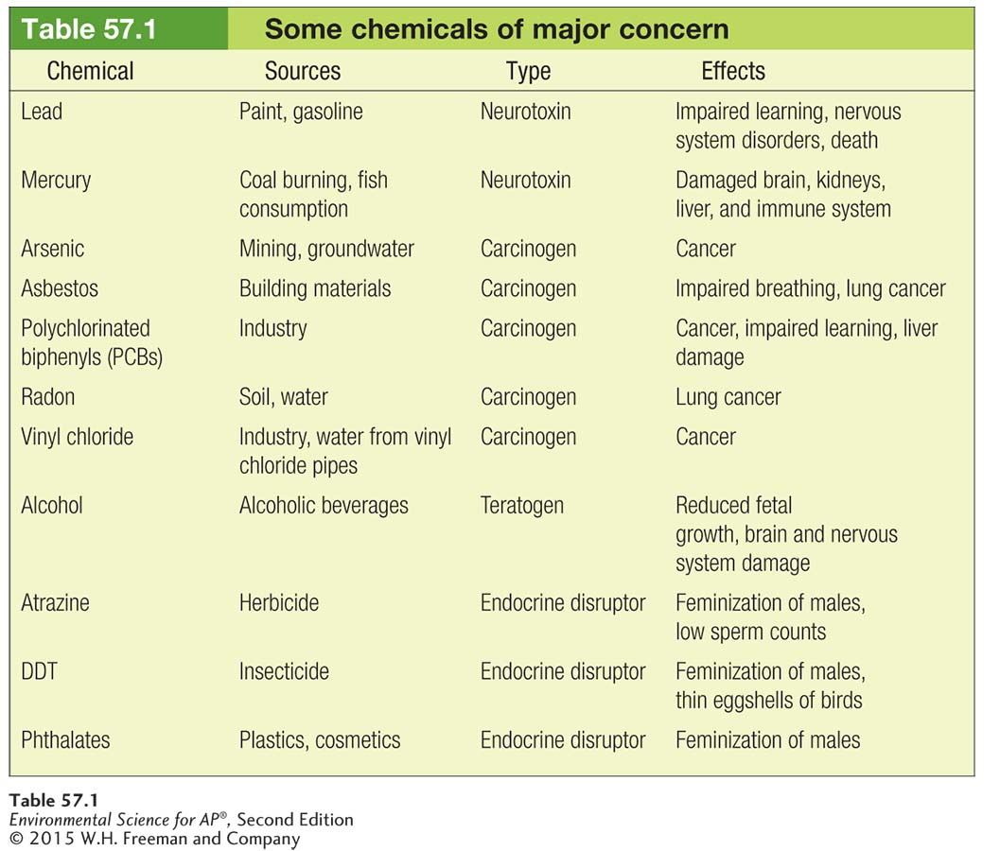 Table 57.1 Some chemicals of major concern
Chemical Sources Type Effects
Lead Paint, gasoline Neurotoxin Impaired learning, nervous
system disorders, death
Mercury Coal burning, fish Neurotoxin Damaged brain, kidneys,
consumption liver, and immune system
Arsenic Mining, groundwater Carcinogen Cancer
Asbestos Building materials Carcinogen Impaired breathing, lung cancer
Polychlorinated Industry Carcinogen Cancer, impaired learning, liver
biphenyls (PCBs) damage
Radon Soil, water Carcinogen Lung cancer
Vinyl chloride Industry, water from vinyl Carcinogen Cancer
chloride pipes
Alcohol Alcoholic beverages Teratogen Reduced fetal
growth, brain and nervous
system damage
Atrazine Herbicide Endocrine disruptor Feminization of males,
low sperm counts
DDT Insecticide Endocrine disruptor Feminization of males,
thin eggshells of birds
Phthalates Plastics, cosmetics Endocrine disruptor Feminization of males
Table 57.1
Environmental Science for AP®, Second Edition
© 2015 W.H. Freeman and Company